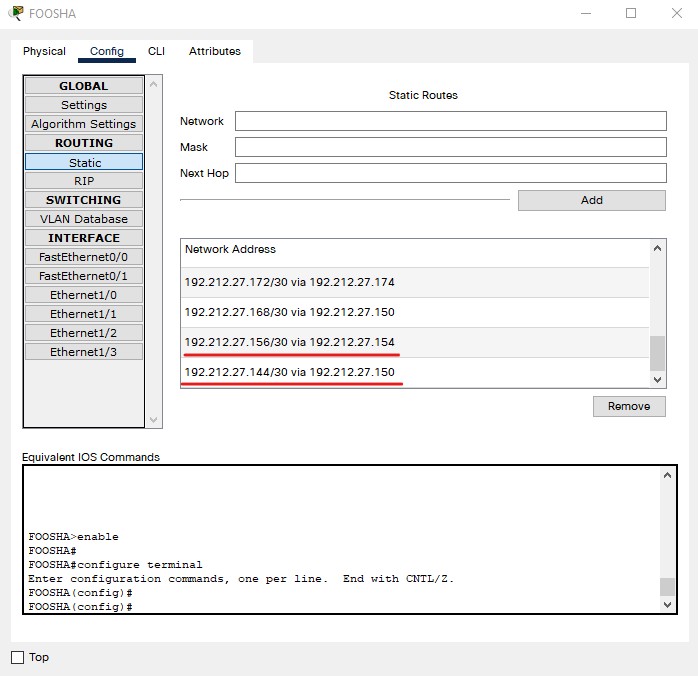 FOOSHA
Physical Config CLI Attributes
GLOBAL
Settings
Algorithm Settings
ROUTING
Static
RIP
SWITCHING
VLAN Database
INTERFACE
FastEthernet0/0
FastEthernet0/1
Ethernet1/0
Ethernet1/1
Ethernet1/2
Ethernet1/3
Static Routes
Network
Mask
Next Hop
Add
Network Address
192.212.27.172/30 via 192.212.27.174
192.212.27.168/30 via 192.212.27.150
192.212.27.156/30 via 192.212.27.154
192.212.27.144/30 via 192.212.27.150
Remove
Equivalent IOS Commands
FOOSHA>enable
FOOSHA#
FOOSHA#configure terminal
Enter configuration commands, one per line.  End with CNTL/Z.
FOOSHA(config)#
FOOSHA(config)#
Top